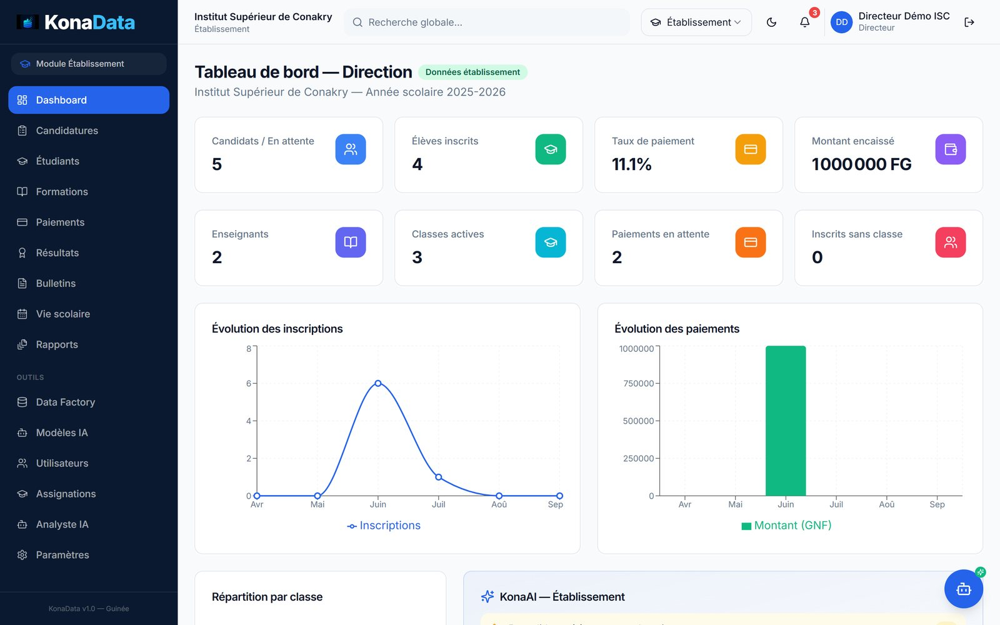 KonaData
Module Établissement
Dashboard
Candidatures
Étudiants
Formations
Paiements
Résultats
Bulletins
Vie scolaire
Rapports
OUTILS
Data Factory
Modèles IA
Utilisateurs
Assignations
Analyste IA
Paramètres
KonaData v1.0 — Guinée
Institut Supérieur de Conakry
Établissement
Recherche globale...
Établissement
3
DD
Directeur Démo ISC
Directeur
Tableau de bord — Direction
Données établissement
Institut Supérieur de Conakry — Année scolaire 2025-2026
Candidats / En attente
5
Élèves inscrits
4
Taux de paiement
11.1%
Montant encaissé
1 000 000 FG
Enseignants
2
Classes actives
3
Paiements en attente
2
Inscrits sans classe
0
Évolution des inscriptions
8
6
4
2
0
Avr Mai Juin Juil Aoû Sep
Inscriptions
Évolution des paiements
1000000
750000
500000
250000
0
Avr Mai Juin Juil Aoû Sep
Montant (GNF)
Répartition par classe
KonaAI — Établissement